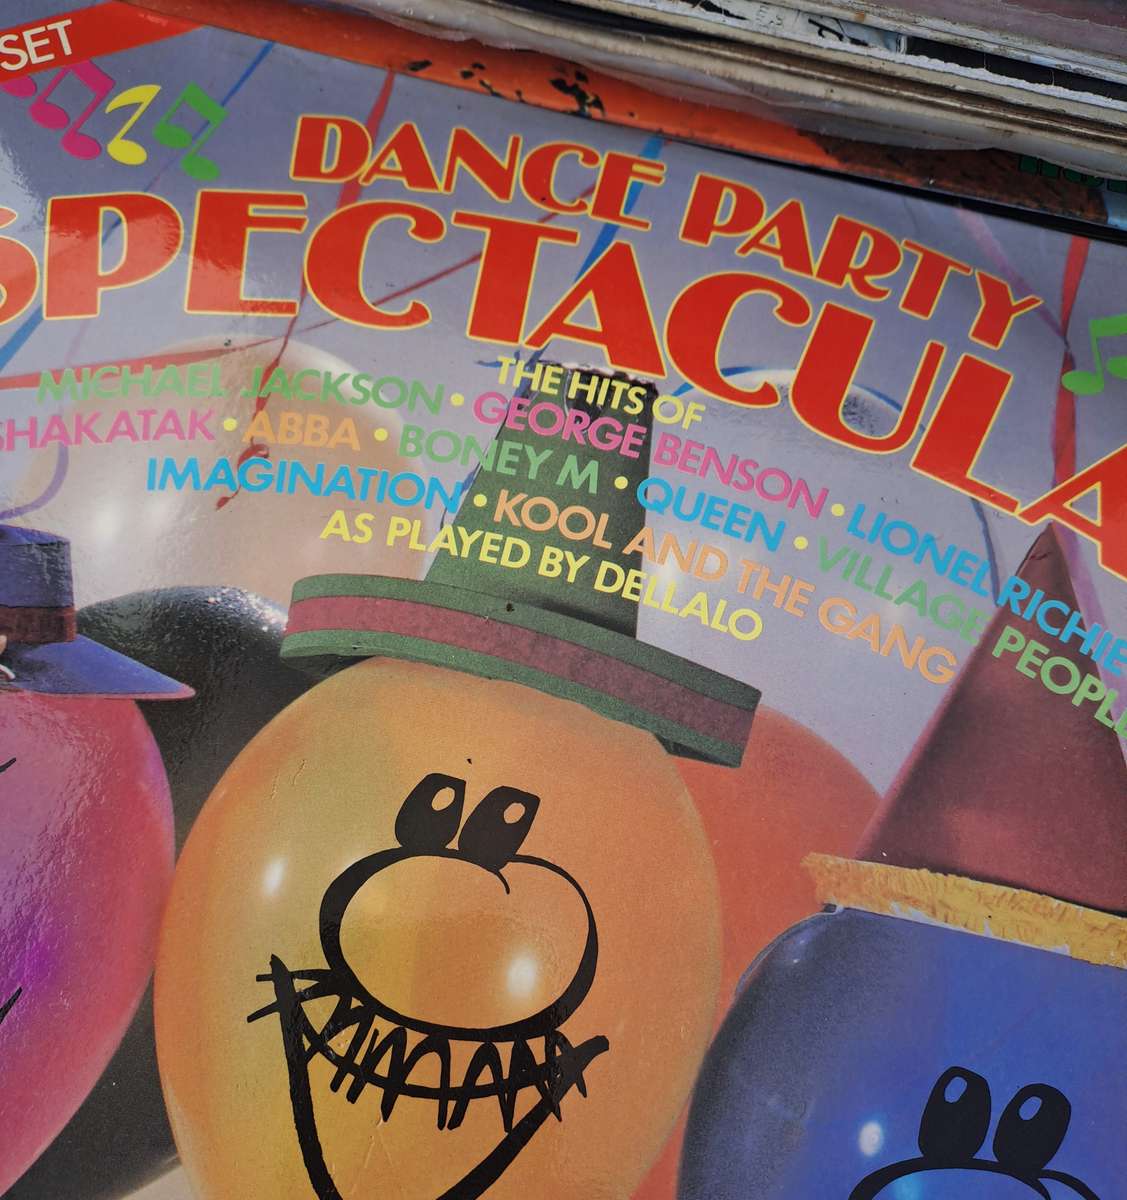 SET
DANCE PARTY
SPECTACULA
THE HITS OF
MICHAEL JACKSON • GEORGE BENSON • LIONEL RICHIE
SHAKATAK • ABBA • BONEY M • QUEEN • VILLAGE PEOPLE
IMAGINATION • KOOL AND THE GANG
AS PLAYED BY DELLALO